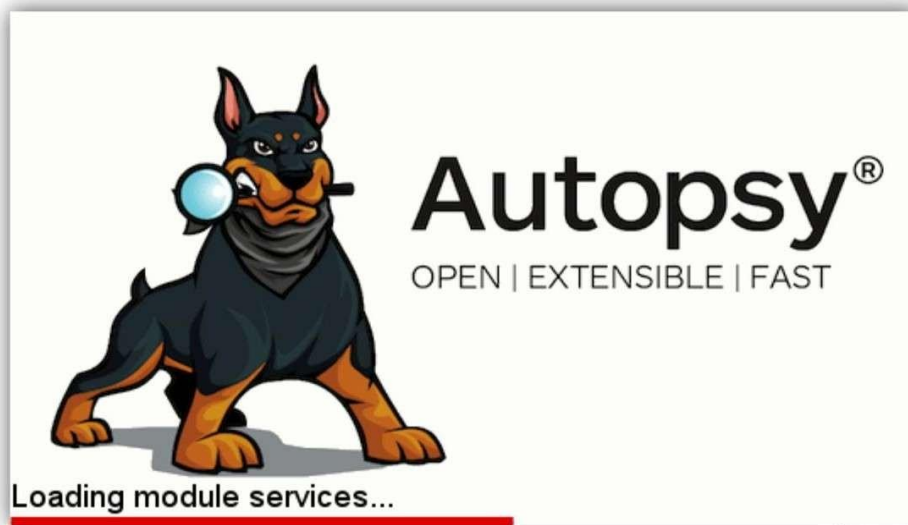 Autopsy®
OPEN | EXTENSIBLE | FAST
Loading module services...